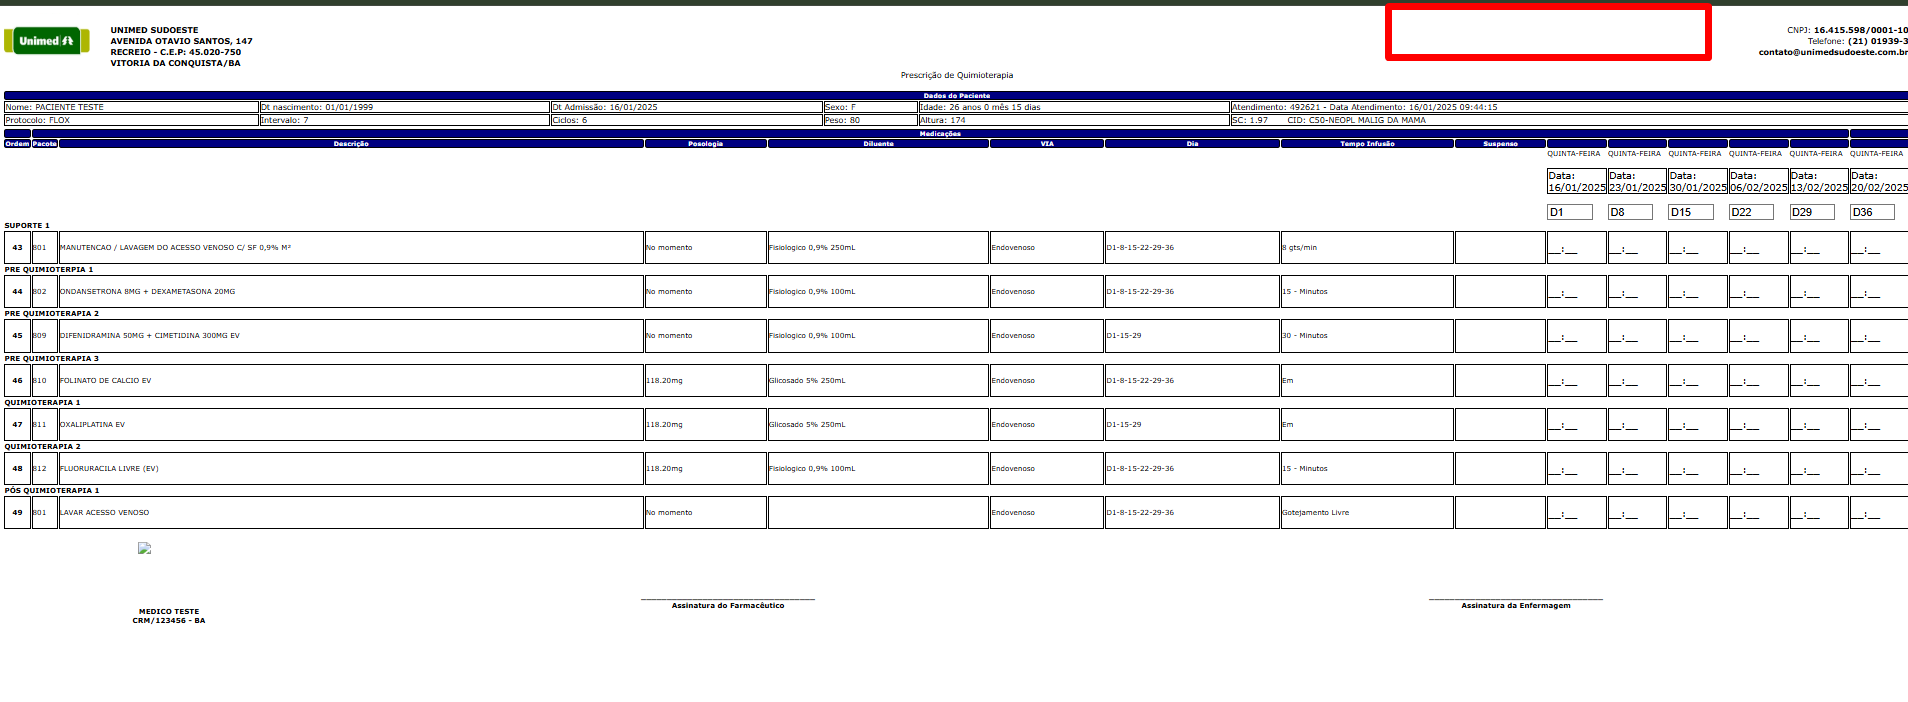 Unimed
UNIMED SUDOESTE
AVENIDA OTAVIO SANTOS, 147
RECREIO - C.E.P: 45.020-750
VITORIA DA CONQUISTA/BA
CNPJ: 16.415.598/0001-10
Telefone: (21) 01939-3
contato@unimedsudoeste.com.br
Prescrição de Quimioterapia
Dados do Paciente
Nome: PACIENTE TESTE Dt nascimento: 01/01/1999 Dt Admissão: 16/01/2025 Sexo: F Idade: 26 anos 0 mês 15 dias Atendimento: 492621 - Data Atendimento: 16/01/2025 09:44:15
Protocolo: FLOX Intervalo: 7 Ciclos: 6 Peso: 80 Altura: 174 SC: 1.97 CID: C50-NEOPL MALIG DA MAMA
Medicações
Ordem Pacote Descrição Posologia Diluente VIA Dia Tempo Infusão Suspenso
QUINTA-FEIRA QUINTA-FEIRA QUINTA-FEIRA QUINTA-FEIRA QUINTA-FEIRA QUINTA-FEIRA
Data: Data: Data: Data: Data: Data:
16/01/2025 23/01/2025 30/01/2025 06/02/2025 13/02/2025 20/02/2025
D1 D8 D15 D22 D29 D36
SUPORTE 1
43 801 MANUTENCAO / LAVAGEM DO ACESSO VENOSO C/ SF 0,9% M² No momento Fisiologico 0,9% 250mL Endovenoso D1-8-15-22-29-36 8 gts/min __:__ __:__ __:__ __:__ __:__ __:__
PRE QUIMIOTERPIA 1
44 802 ONDANSETRONA 8MG + DEXAMETASONA 20MG No momento Fisiologico 0,9% 100mL Endovenoso D1-8-15-22-29-36 15 - Minutos __:__ __:__ __:__ __:__ __:__ __:__
PRE QUIMIOTERAPIA 2
45 809 DIFENIDRAMINA 50MG + CIMETIDINA 300MG EV No momento Fisiologico 0,9% 100mL Endovenoso D1-15-29 30 - Minutos __:__ __:__ __:__ __:__ __:__ __:__
PRE QUIMIOTERAPIA 3
46 810 FOLINATO DE CALCIO EV 118.20mg Glicosado 5% 250mL Endovenoso D1-8-15-22-29-36 Em __:__ __:__ __:__ __:__ __:__ __:__
QUIMIOTERAPIA 1
47 811 OXALIPLATINA EV 118.20mg Glicosado 5% 250mL Endovenoso D1-15-29 Em __:__ __:__ __:__ __:__ __:__ __:__
QUIMIOTERAPIA 2
48 812 FLUORURACILA LIVRE (EV) 118.20mg Fisiologico 0,9% 100mL Endovenoso D1-8-15-22-29-36 15 - Minutos __:__ __:__ __:__ __:__ __:__ __:__
PÓS QUIMIOTERAPIA 1
49 801 LAVAR ACESSO VENOSO No momento Endovenoso D1-8-15-22-29-36 Gotejamento Livre __:__ __:__ __:__ __:__ __:__ __:__
MEDICO TESTE
CRM/123456 - BA
Assinatura do Farmacêutico
Assinatura da Enfermagem